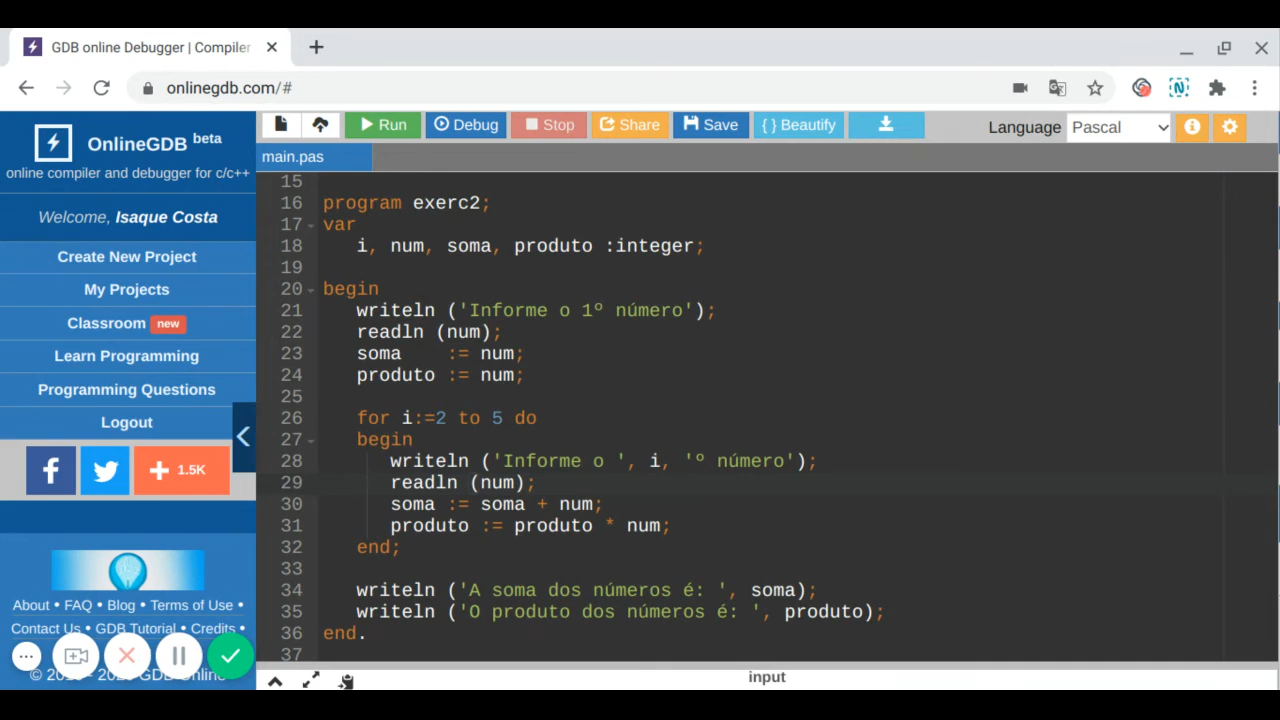 GDB online Debugger | Compiler
onlinegdb.com/#
OnlineGDB beta
online compiler and debugger for c/c++
Welcome, Isaque Costa
Create New Project
My Projects
Classroom new
Learn Programming
Programming Questions
Logout
1.5K
About • FAQ • Blog • Terms of Use •
Contact Us • GDB Tutorial • Credits •
GDB Online
Run
Debug
Stop
Share
Save
{ } Beautify
Language Pascal
main.pas
15
16 program exerc2;
17 var
18 i, num, soma, produto :integer;
19
20 begin
21 writeln ('Informe o 1º número');
22 readln (num);
23 soma := num;
24 produto := num;
25
26 for i:=2 to 5 do
27 begin
28 writeln ('Informe o ', i, 'º número');
29 readln (num);
30 soma := soma + num;
31 produto := produto * num;
32 end;
33
34 writeln ('A soma dos números é: ', soma);
35 writeln ('O produto dos números é: ', produto);
36 end.
37
input